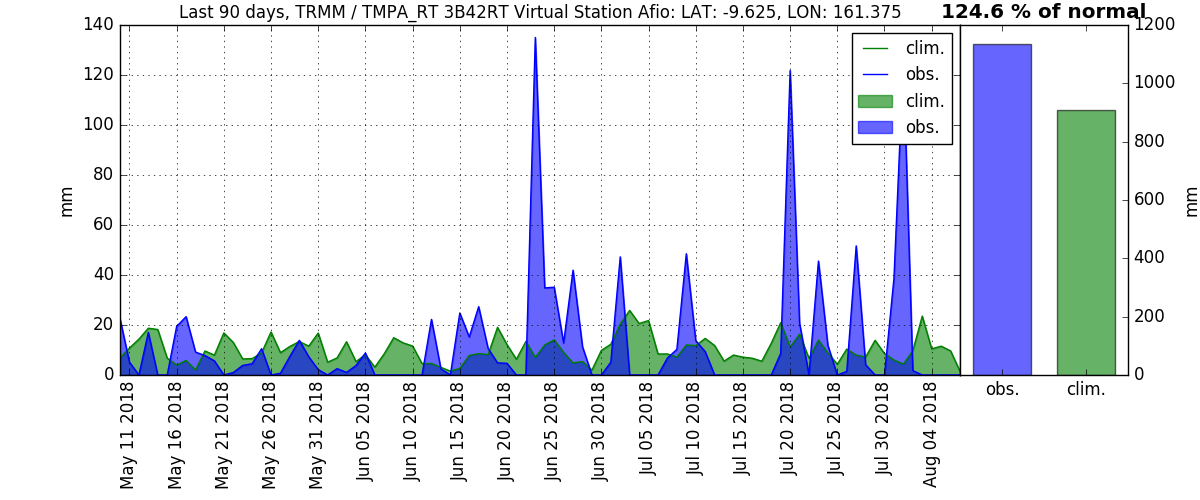 Last 90 days, TRMM / TMPA_RT 3B42RT Virtual Station Afio: LAT: -9.625, LON: 161.375
124.6 % of normal
140
120
100
80
60
40
20
0
mm
clim.
obs.
clim.
obs.
1200
1000
800
600
400
200
0
mm
May 11 2018
May 16 2018
May 21 2018
May 26 2018
May 31 2018
Jun 05 2018
Jun 10 2018
Jun 15 2018
Jun 20 2018
Jun 25 2018
Jun 30 2018
Jul 05 2018
Jul 10 2018
Jul 15 2018
Jul 20 2018
Jul 25 2018
Jul 30 2018
Aug 04 2018
obs.
clim.